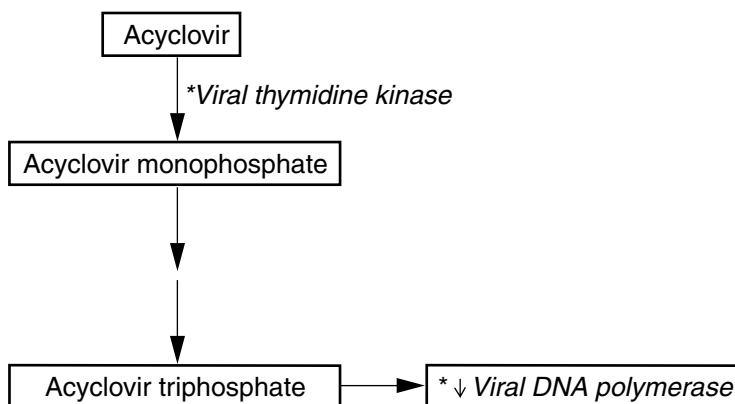 Acyclovir
*Viral thymidine kinase
Acyclovir monophosphate
Acyclovir triphosphate
* ↓ Viral DNA polymerase